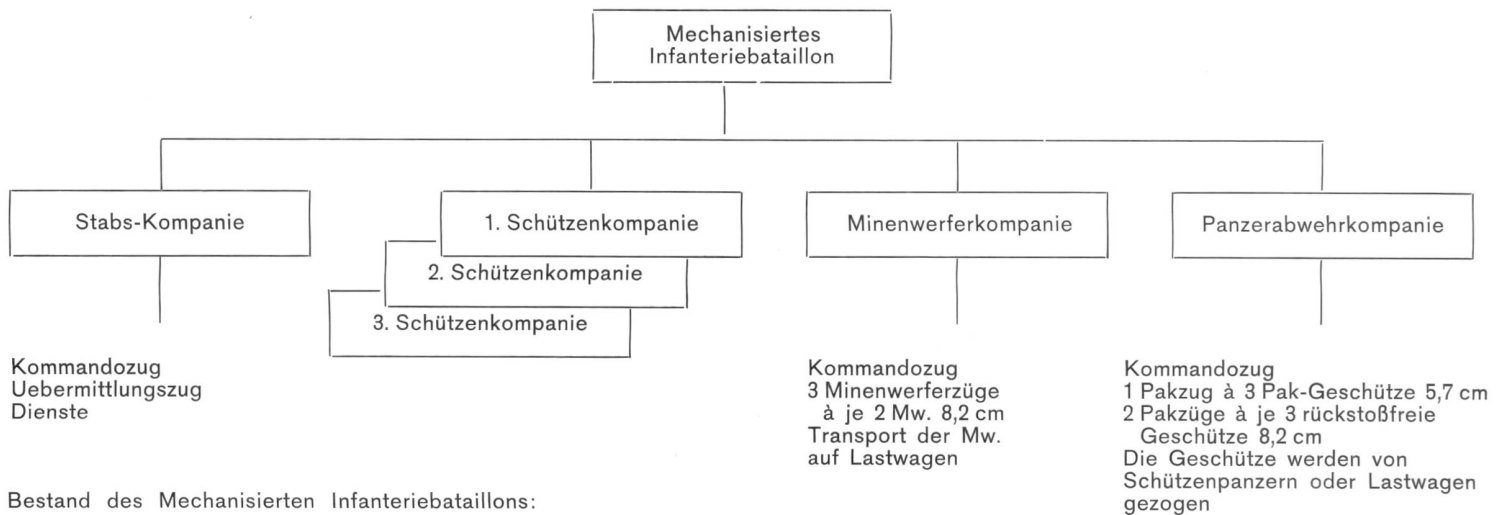 Mechanisiertes
Infanteriebataillon
Stabs-Kompanie
1. Schützenkompanie
2. Schützenkompanie
3. Schützenkompanie
Minenwerferkompanie
Panzerabwehrkompanie
Kommandozug
Uebermittlungszug
Dienste
Kommandozug
3 Minenwerferzüge
à je 2 Mw. 8,2 cm
Transport der Mw.
auf Lastwagen
Kommandozug
1 Pakzug à 3 Pak-Geschütze 5,7 cm
2 Pakzüge à je 3 rückstoßfreie
Geschütze 8,2 cm
Die Geschütze werden von
Schützenpanzern oder Lastwagen
gezogen
Bestand des Mechanisierten Infanteriebataillons: